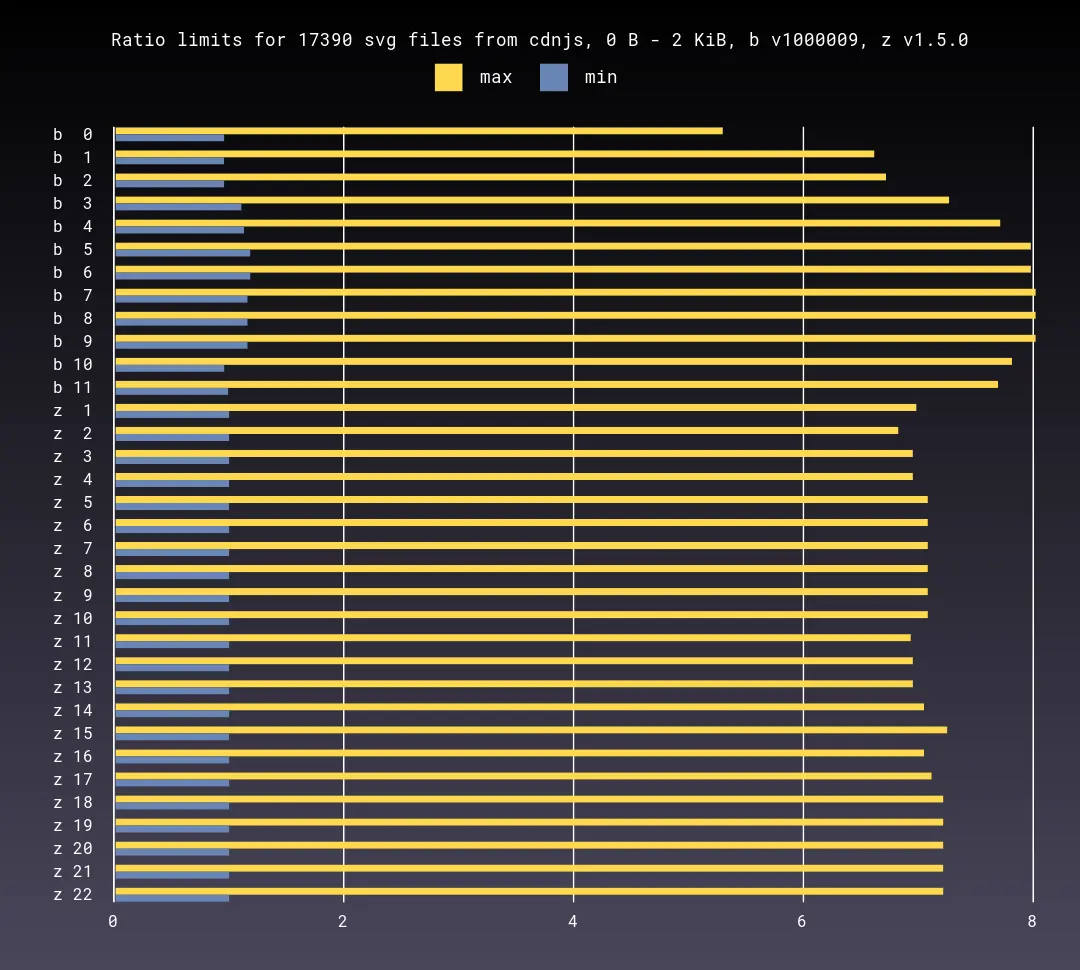 Ratio limits for 17390 svg files from cdnjs, 0 B - 2 KiB, b v1000009, z v1.5.0
max min
b 0
b 1
b 2
b 3
b 4
b 5
b 6
b 7
b 8
b 9
b 10
b 11
z 1
z 2
z 3
z 4
z 5
z 6
z 7
z 8
z 9
z 10
z 11
z 12
z 13
z 14
z 15
z 16
z 17
z 18
z 19
z 20
z 21
z 22
0 2 4 6 8